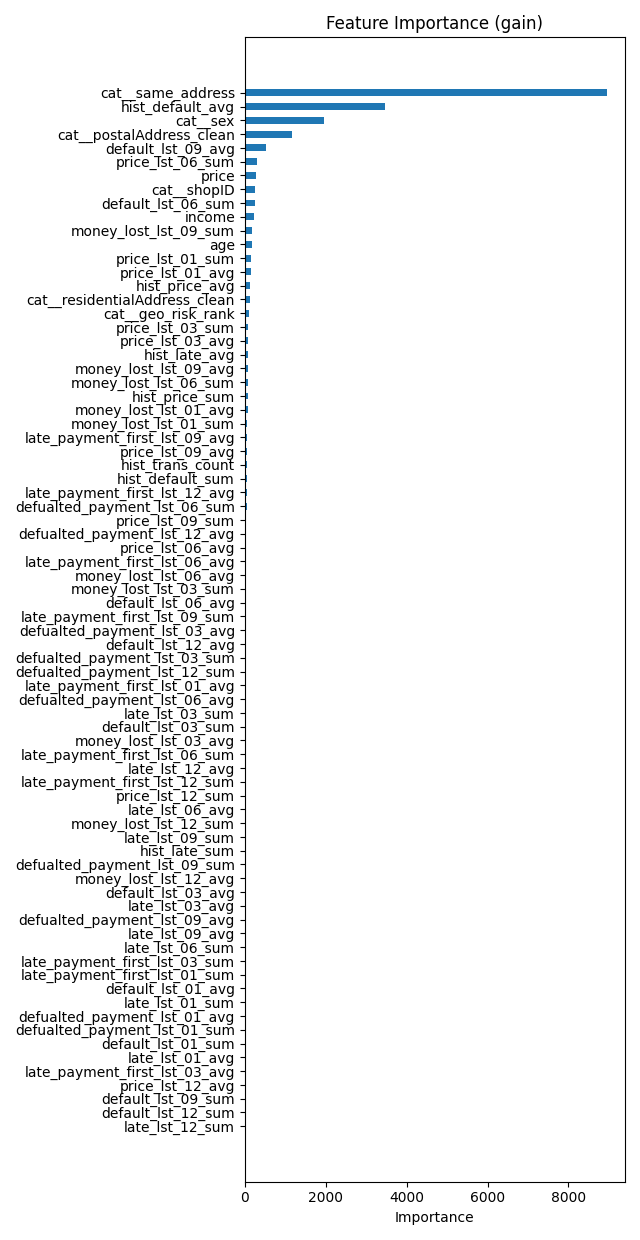 Feature Importance (gain)
cat__same_address
hist_default_avg
cat__sex
cat__postalAddress_clean
default_lst_09_avg
price_lst_06_sum
price
cat__shopID
default_lst_06_sum
income
money_lost_lst_09_sum
age
price_lst_01_sum
price_lst_01_avg
hist_price_avg
cat__residentialAddress_clean
cat__geo_risk_rank
price_lst_03_sum
price_lst_03_avg
hist_late_avg
money_lost_lst_09_avg
money_lost_lst_06_sum
hist_price_sum
money_lost_lst_01_avg
money_lost_lst_01_sum
late_payment_first_lst_09_avg
price_lst_09_avg
hist_trans_count
hist_default_sum
late_payment_first_lst_12_avg
defualted_payment_lst_06_sum
price_lst_09_sum
defualted_payment_lst_12_avg
price_lst_06_avg
late_payment_first_lst_06_avg
money_lost_lst_06_avg
money_lost_lst_03_sum
default_lst_06_avg
late_payment_first_lst_09_sum
defualted_payment_lst_03_avg
default_lst_12_avg
defualted_payment_lst_03_sum
defualted_payment_lst_12_sum
late_payment_first_lst_01_avg
defualted_payment_lst_06_avg
late_lst_03_sum
default_lst_03_sum
money_lost_lst_03_avg
late_payment_first_lst_06_sum
late_lst_12_avg
late_payment_first_lst_12_sum
price_lst_12_sum
late_lst_06_avg
money_lost_lst_12_sum
late_lst_09_sum
hist_late_sum
defualted_payment_lst_09_sum
money_lost_lst_12_avg
default_lst_03_avg
late_lst_03_avg
defualted_payment_lst_09_avg
late_lst_09_avg
late_lst_06_sum
late_payment_first_lst_03_sum
late_payment_first_lst_01_sum
default_lst_01_avg
late_lst_01_sum
defualted_payment_lst_01_avg
defualted_payment_lst_01_sum
default_lst_01_sum
late_lst_01_avg
late_payment_first_lst_03_avg
price_lst_12_avg
default_lst_09_sum
default_lst_12_sum
late_lst_12_sum
0 2000 4000 6000 8000
Importance